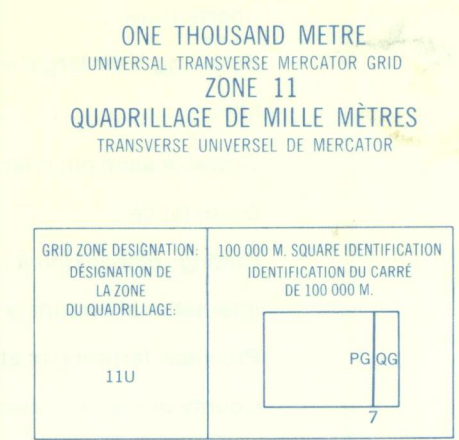 ONE THOUSAND METRE
UNIVERSAL TRANSVERSE MERCATOR GRID
ZONE 11
QUADRILLAGE DE MILLE MÈTRES
TRANSVERSE UNIVERSEL DE MERCATOR
GRID ZONE DESIGNATION:
DÉSIGNATION DE
LA ZONE
DU QUADRILLAGE:
11U
100 000 M. SQUARE IDENTIFICATION
IDENTIFICATION DU CARRÉ
DE 100 000 M.
PG QG
7